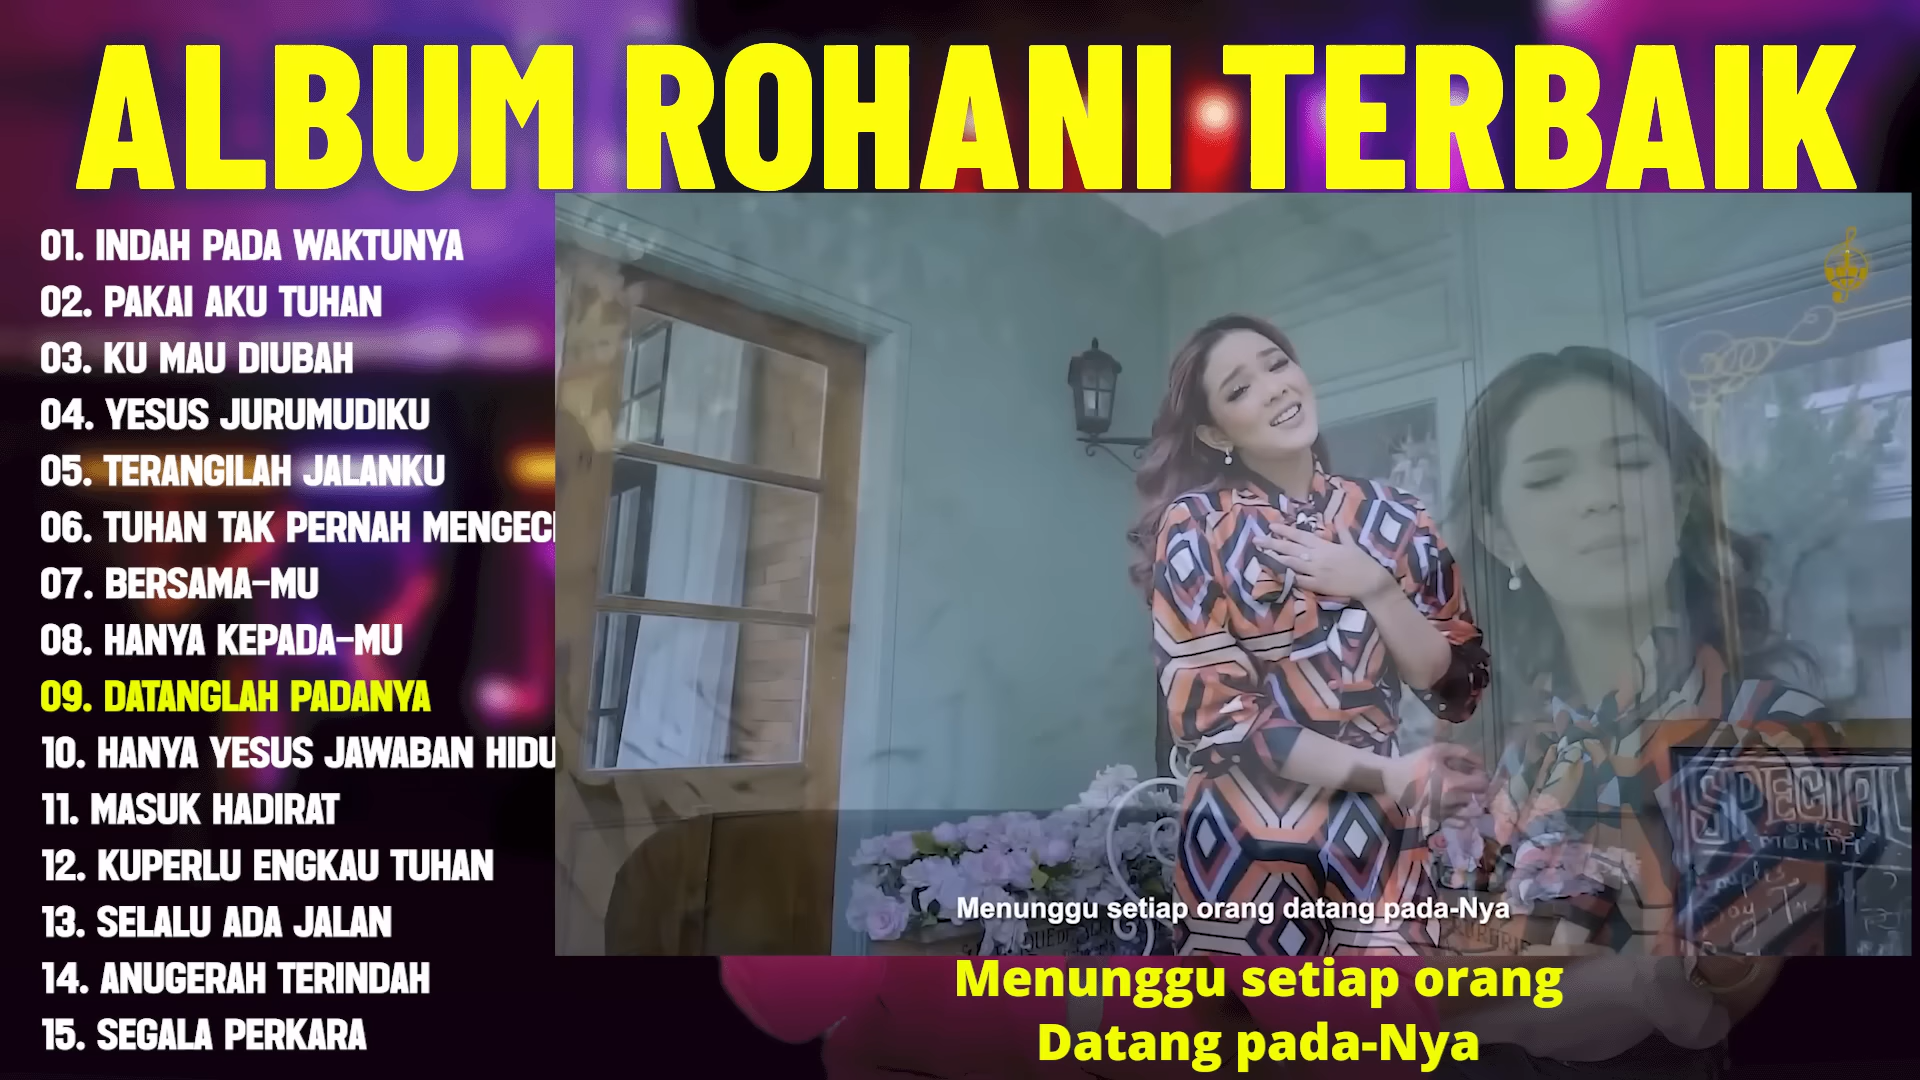 ALBUM ROHANI TERBAIK
01. INDAH PADA WAKTUNYA
02. PAKAI AKU TUHAN
03. KU MAU DIUBAH
04. YESUS JURUMUDIKU
05. TERANGILAH JALANKU
06. TUHAN TAK PERNAH
07. BERSAMA-MU
08. HANYA KEPADA-MU
09. DATANGLAH PADANYA
10. HANYA YESUS JAWABAN HIDU
11. MASUK HADIRAT
12. KUPERLU ENGKAU TUHAN
13. SELALU ADA JALAN
14. ANUGERAH TERINDAH
15. SEGALA PERKARA
SPECIAL
MONTH
Menunggu setiap orang datang pada-Nya
Menunggu setiap orang
Datang pada-Nya